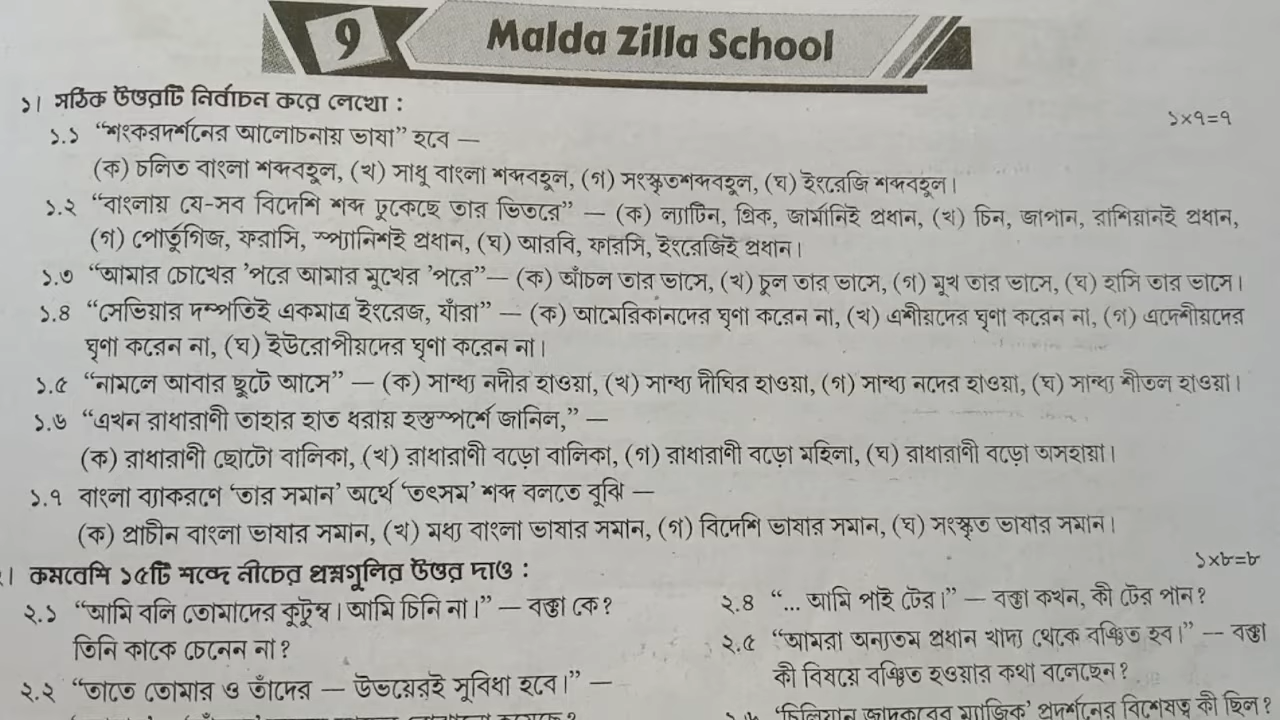 9 Malda Zilla School
১। সঠিক উত্তরটি নির্বাচন করে লেখো : ১×৭=৭
১.১ “শংকরদর্শনের আলোচনায় ভাষা” হবে —
(ক) চলিত বাংলা শব্দবহুল, (খ) সাধু বাংলা শব্দবহুল, (গ) সংস্কৃতশব্দবহুল, (ঘ) ইংরেজি শব্দবহুল।
১.২ “বাংলায় যে-সব বিদেশি শব্দ ঢুকেছে তার ভিতরে” — (ক) ল্যাটিন, গ্রিক, জার্মানিই প্রধান, (খ) চিন, জাপান, রাশিয়ানই প্রধান,
(গ) পোর্তুগিজ, ফরাসি, স্প্যানিশই প্রধান, (ঘ) আরবি, ফারসি, ইংরেজিই প্রধান।
১.৩ “আমার চোখের ’পরে আমার মুখের ’পরে”— (ক) আঁচল তার ভাসে, (খ) চুল তার ভাসে, (গ) মুখ তার ভাসে, (ঘ) হাসি তার ভাসে।
১.৪ “সেভিয়ার দম্পতিই একমাত্র ইংরেজ, যাঁরা” — (ক) আমেরিকানদের ঘৃণা করেন না, (খ) এশীয়দের ঘৃণা করেন না, (গ) এদেশীয়দের
ঘৃণা করেন না, (ঘ) ইউরোপীয়দের ঘৃণা করেন না।
১.৫ “নামলে আবার ছুটে আসে” — (ক) সান্ধ্য নদীর হাওয়া, (খ) সান্ধ্য দীঘির হাওয়া, (গ) সান্ধ্য নদের হাওয়া, (ঘ) সান্ধ্য শীতল হাওয়া।
১.৬ “এখন রাধারাণী তাহার হাত ধরায় হস্তস্পর্শে জানিল,” —
(ক) রাধারাণী ছোটো বালিকা, (খ) রাধারাণী বড়ো বালিকা, (গ) রাধারাণী বড়ো মহিলা, (ঘ) রাধারাণী বড়ো অসহায়া।
১.৭ বাংলা ব্যাকরণে ‘তার সমান’ অর্থে ‘তৎসম’ শব্দ বলতে বুঝি —
(ক) প্রাচীন বাংলা ভাষার সমান, (খ) মধ্য বাংলা ভাষার সমান, (গ) বিদেশি ভাষার সমান, (ঘ) সংস্কৃত ভাষার সমান।
। কমবেশি ১৫টি শব্দে নীচের প্রশ্নগুলির উত্তর দাও : ১×৮=৮
২.১ “আমি বলি তোমাদের কুটুম্ব। আমি চিনি না।” — বক্তা কে?
তিনি কাকে চেনেন না?
২.২ “তাতে তোমার ও তাঁদের — উভয়েরই সুবিধা হবে।” —
২.৪ “... আমি পাই টের।” — বক্তা কখন, কী টের পান?
২.৫ “আমরা অন্যতম প্রধান খাদ্য থেকে বঞ্চিত হব।” — বক্তা
কী বিষয়ে বঞ্চিত হওয়ার কথা বলেছেন?
‘চিলিয়ান জাদুকরের ম্যাজিক’ প্রদর্শনের বিশেষত্ব কী ছিল?